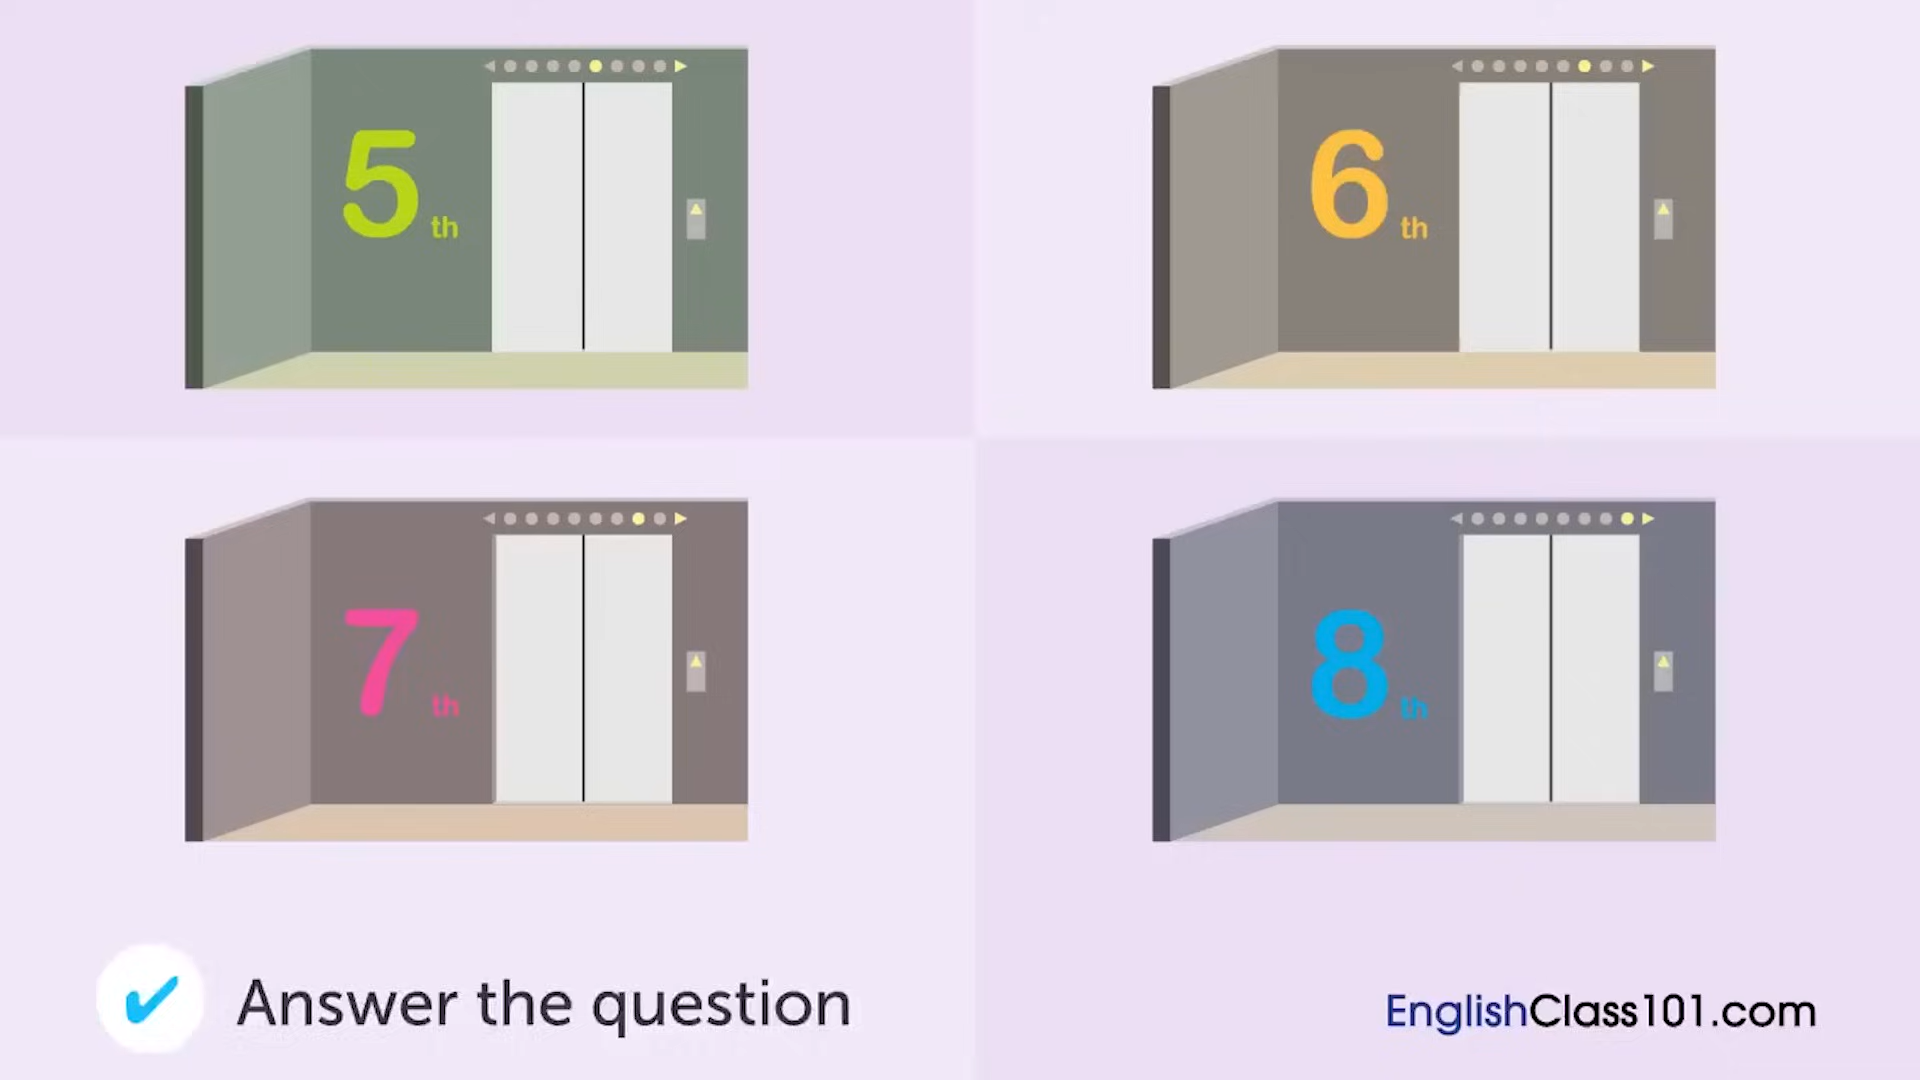 5th
6th
7th
8th
Answer the question
EnglishClass101.com